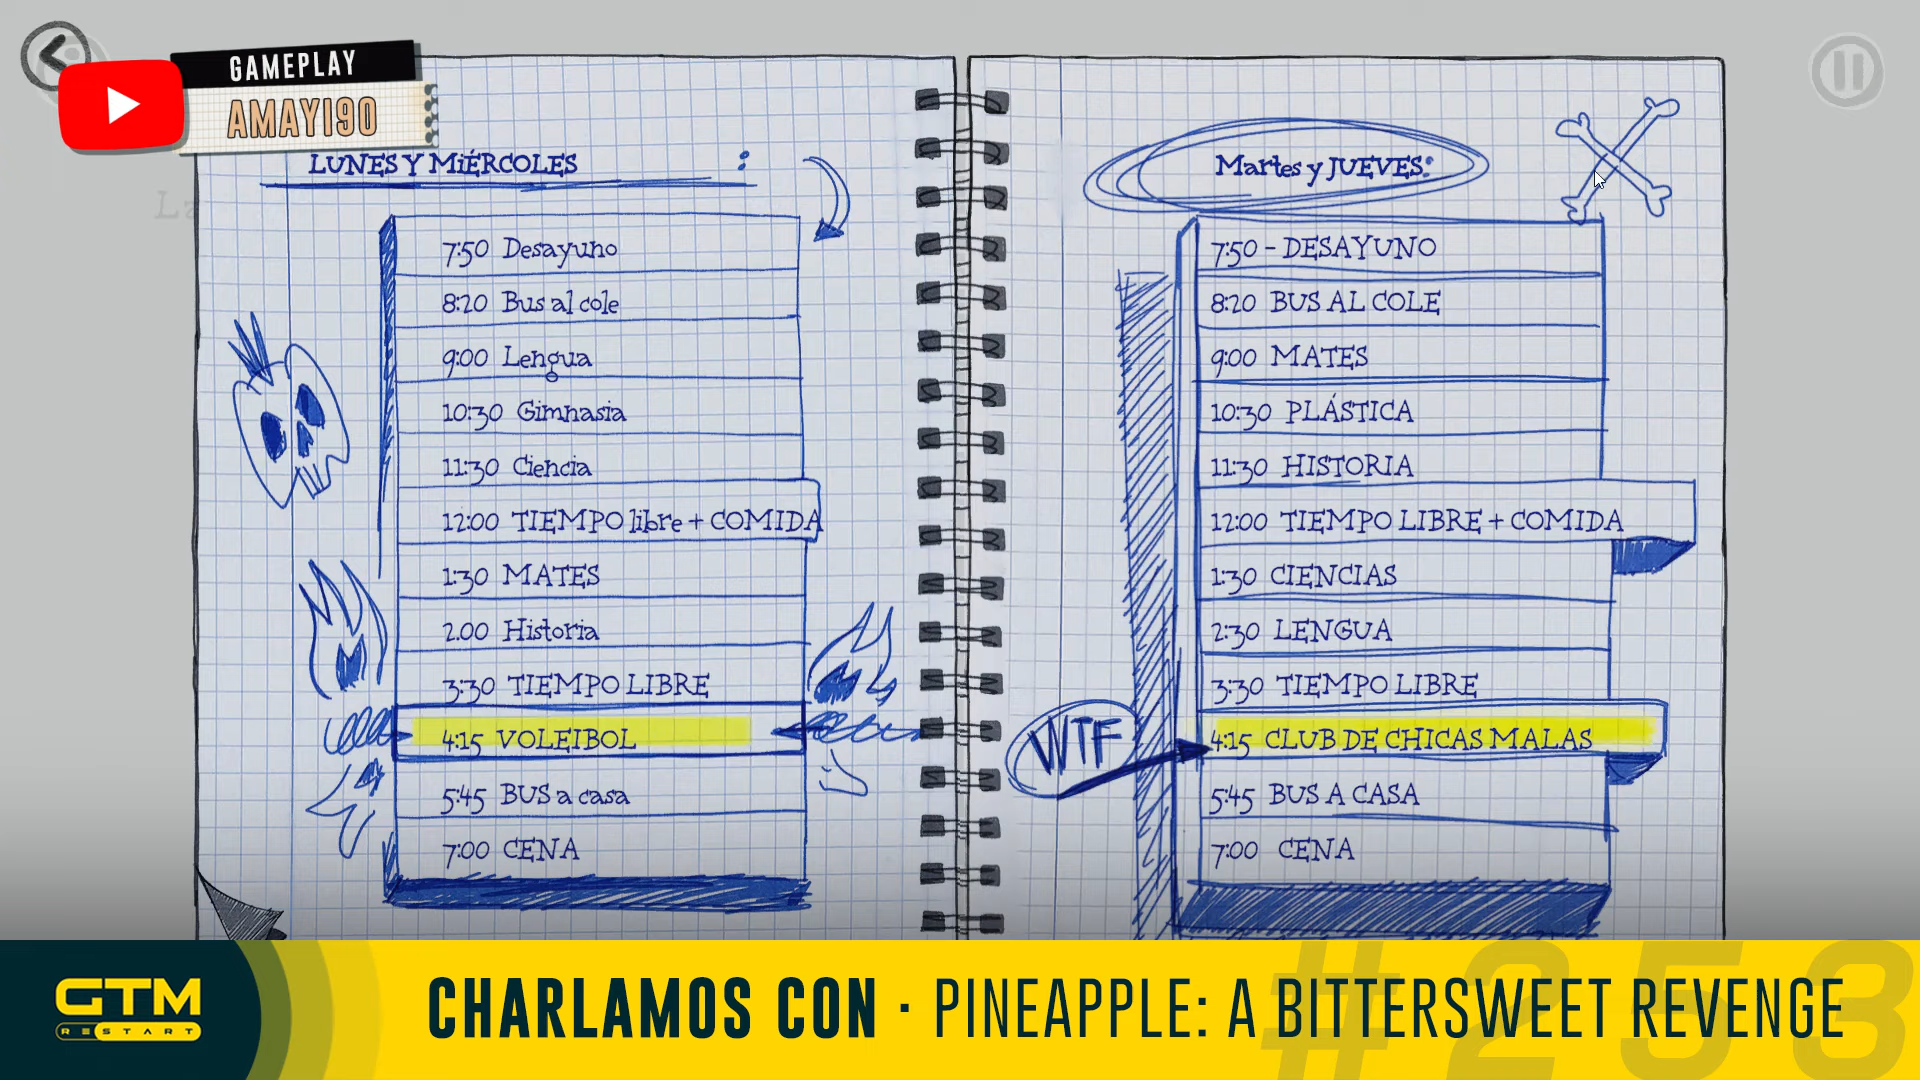 GAMEPLAY
AMAYI90
LUNES Y MiÉRCOLES :
7:50 Desayuno
8:20 Bus al cole
9:00 Lengua
10:30 Gimnasia
11:30 Ciencia
12:00 TIEMPO libre + COMIDA
1:30 MATES
2.00 Historia
3:30 TIEMPO LIBRE
4:15 VOLEIBOL
5:45 BUS a casa
7:00 CENA
Martes y JUEVES:
7:50 - DESAYUNO
8:20 BUS AL COLE
9:00 MATES
10:30 PLÁSTICA
11:30 HISTORIA
12:00 TIEMPO LIBRE + COMIDA
1:30 CIENCIAS
2:30 LENGUA
3:30 TIEMPO LIBRE
WTF
4:15 CLUB DE CHICAS MALAS
5:45 BUS A CASA
7:00 CENA
GTM
RESTART
CHARLAMOS CON · PINEAPPLE: A BITTERSWEET REVENGE
#253